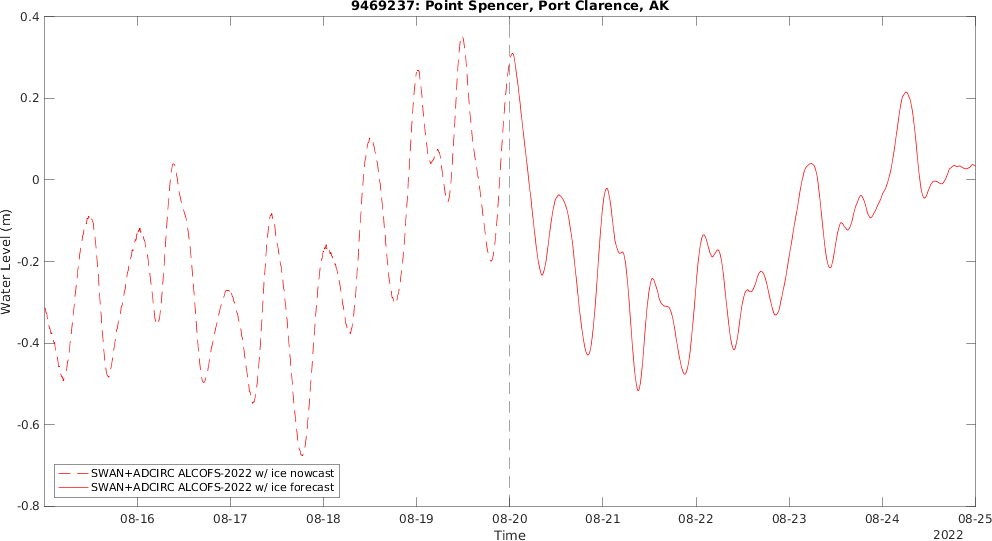 9469237: Point Spencer, Port Clarence, AK
0.4
0.2
0
-0.2
-0.4
-0.6
-0.8
Water Level (m)
SWAN+ADCIRC ALCOFS-2022 w/ ice nowcast
SWAN+ADCIRC ALCOFS-2022 w/ ice forecast
08-16 08-17 08-18 08-19 08-20 08-21 08-22 08-23 08-24 08-25
Time
2022